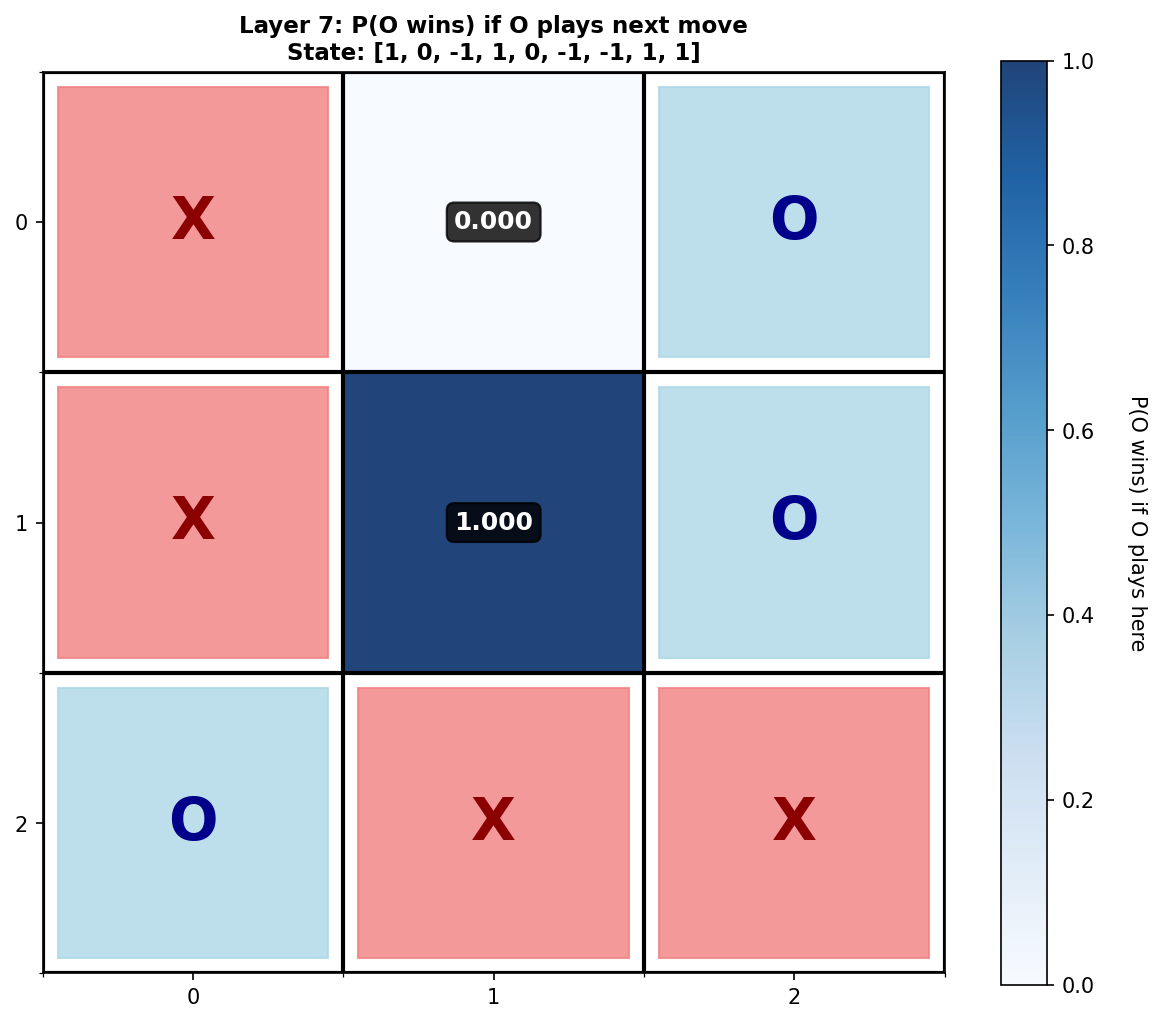 Layer 7: P(O wins) if O plays next move
State: [1, 0, -1, 1, 0, -1, -1, 1, 1]
X
0.000
O
X
1.000
O
O
X
X
0
1
2
0
1
2
1.0
0.8
0.6
0.4
0.2
0.0
P(O wins) if O plays here